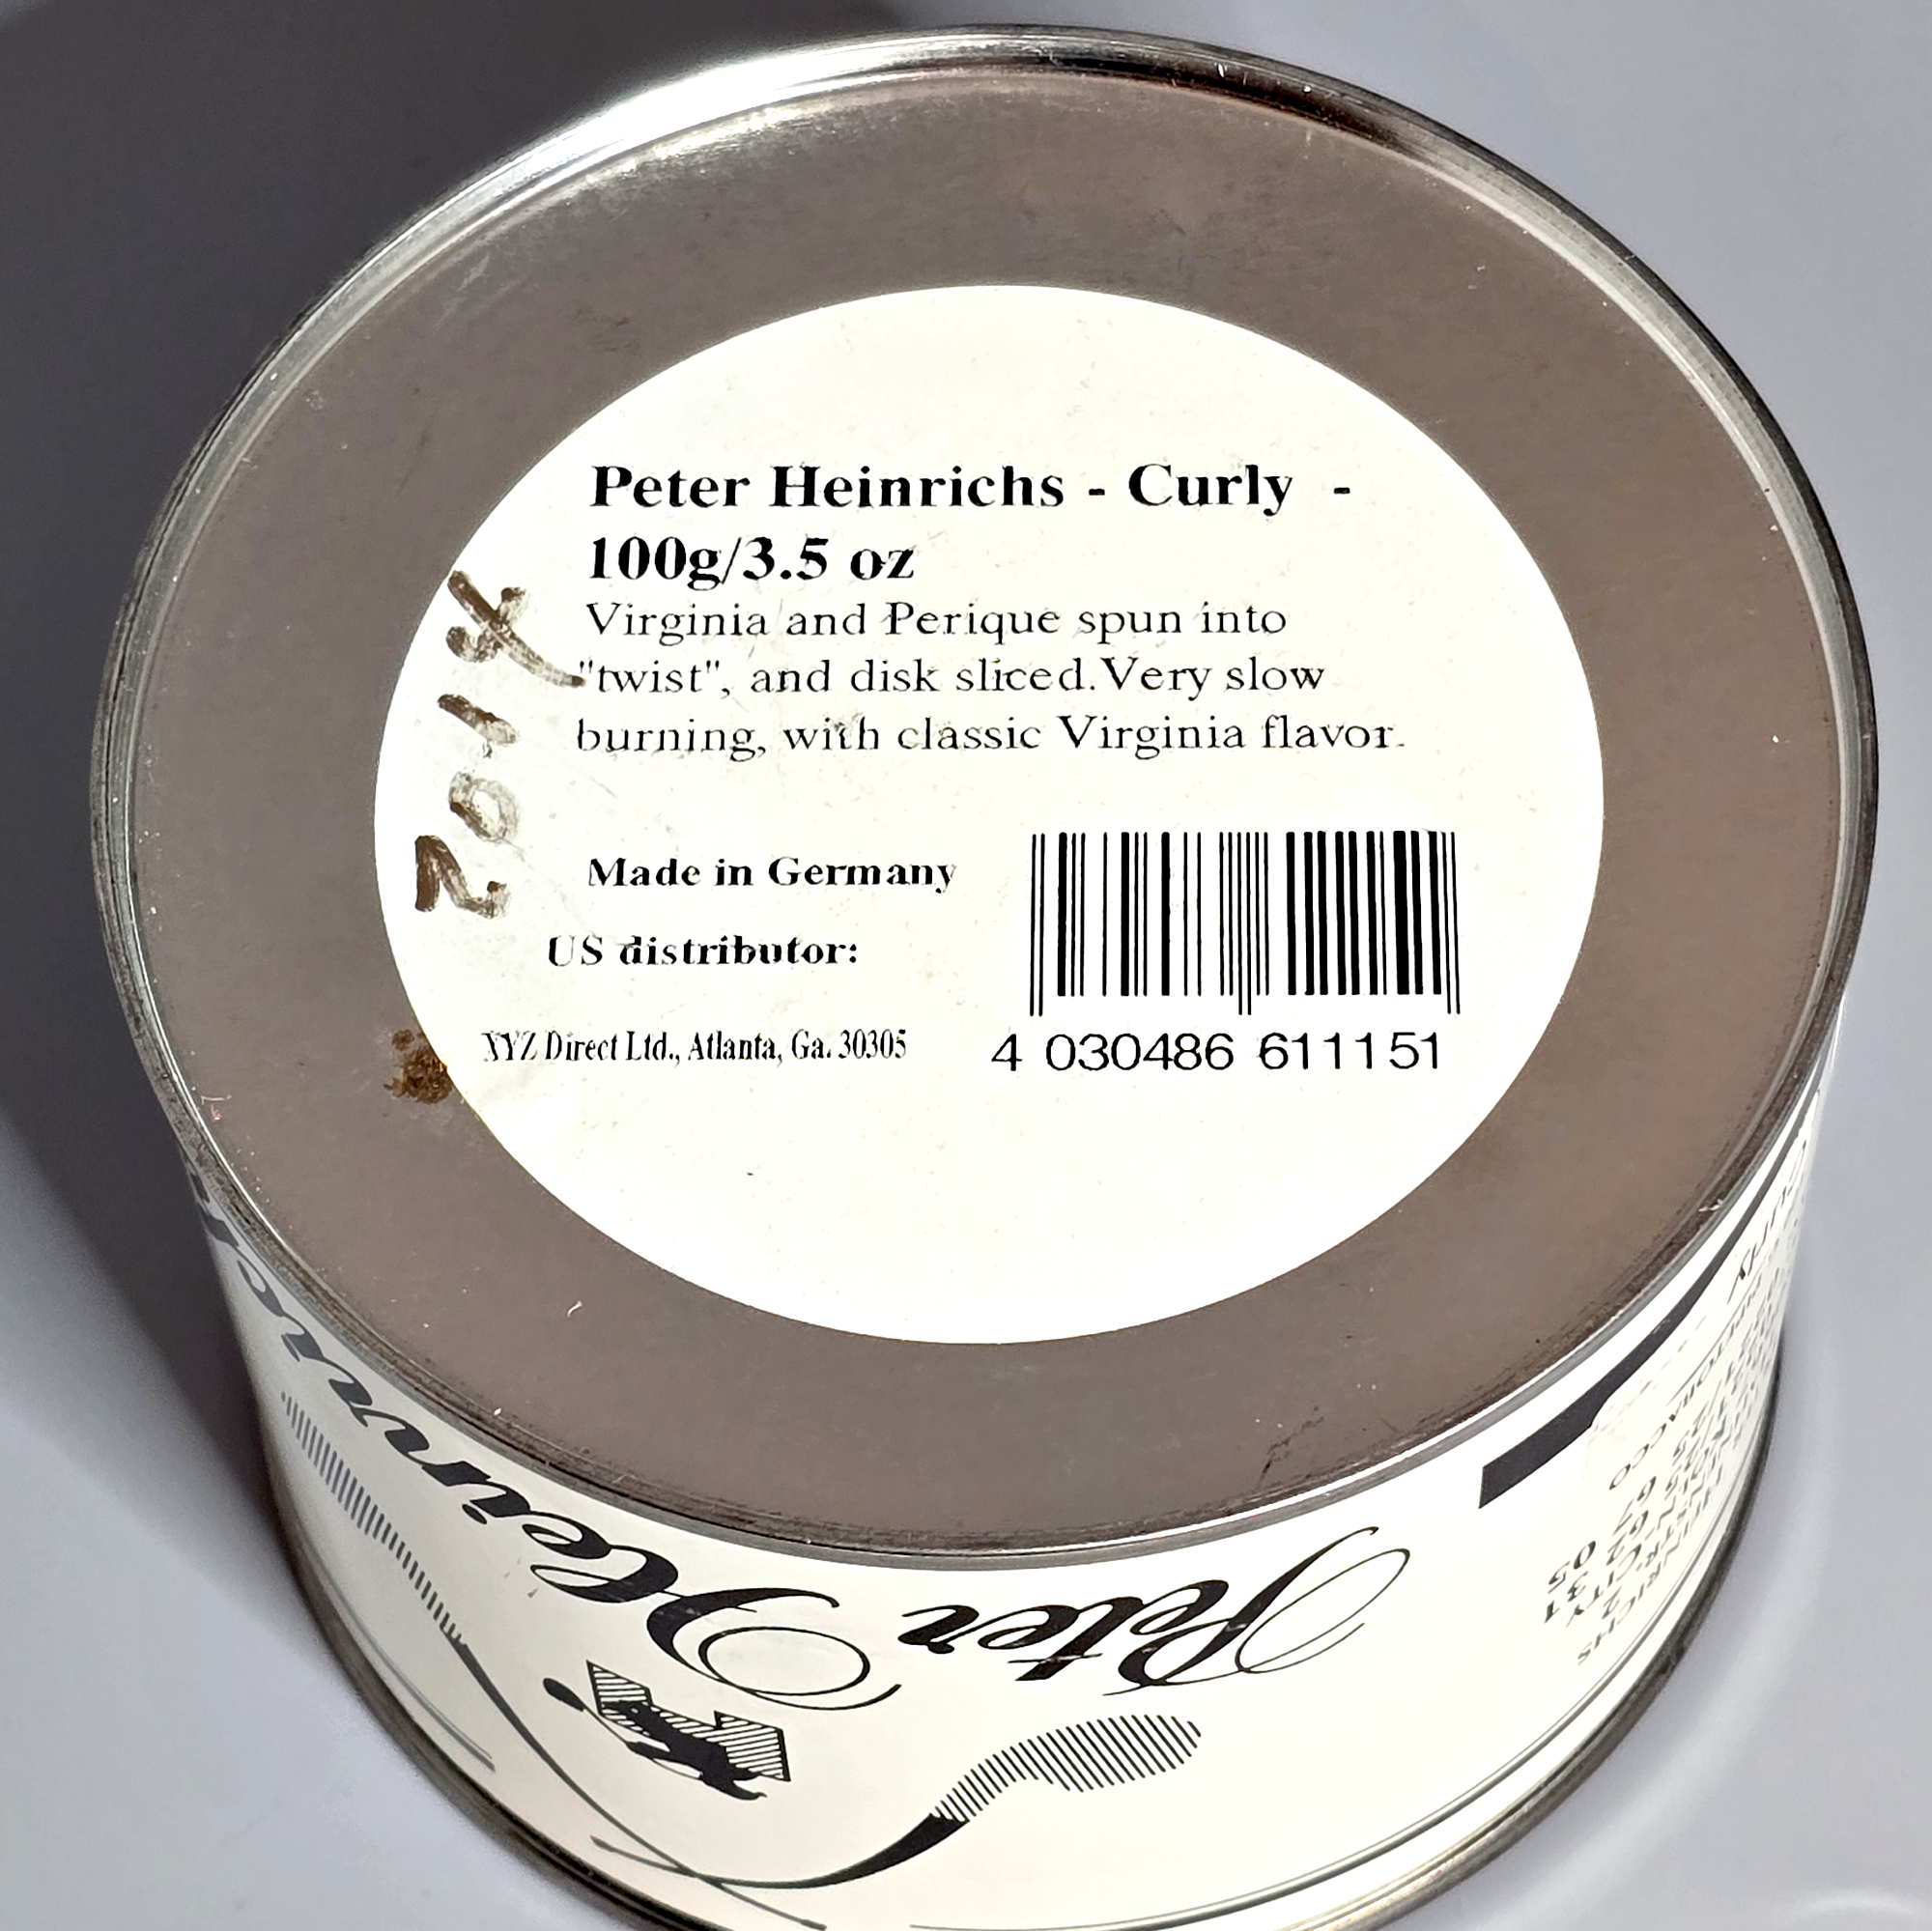 Peter Heinrichs - Curly -
100g/3.5 oz
Virginia and Perique spun into
"twist", and disk sliced.Very slow
burning, with classic Virginia flavor.
2014
Made in Germany
US distributor:
XYZ Direct Ltd., Atlanta, Ga. 30305
4 030486 611151
Peter Heinrichs